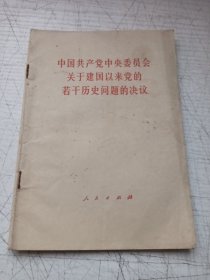 中国共产党中央委员会
关于建国以来党的
若干历史问题的决议
人民出版社